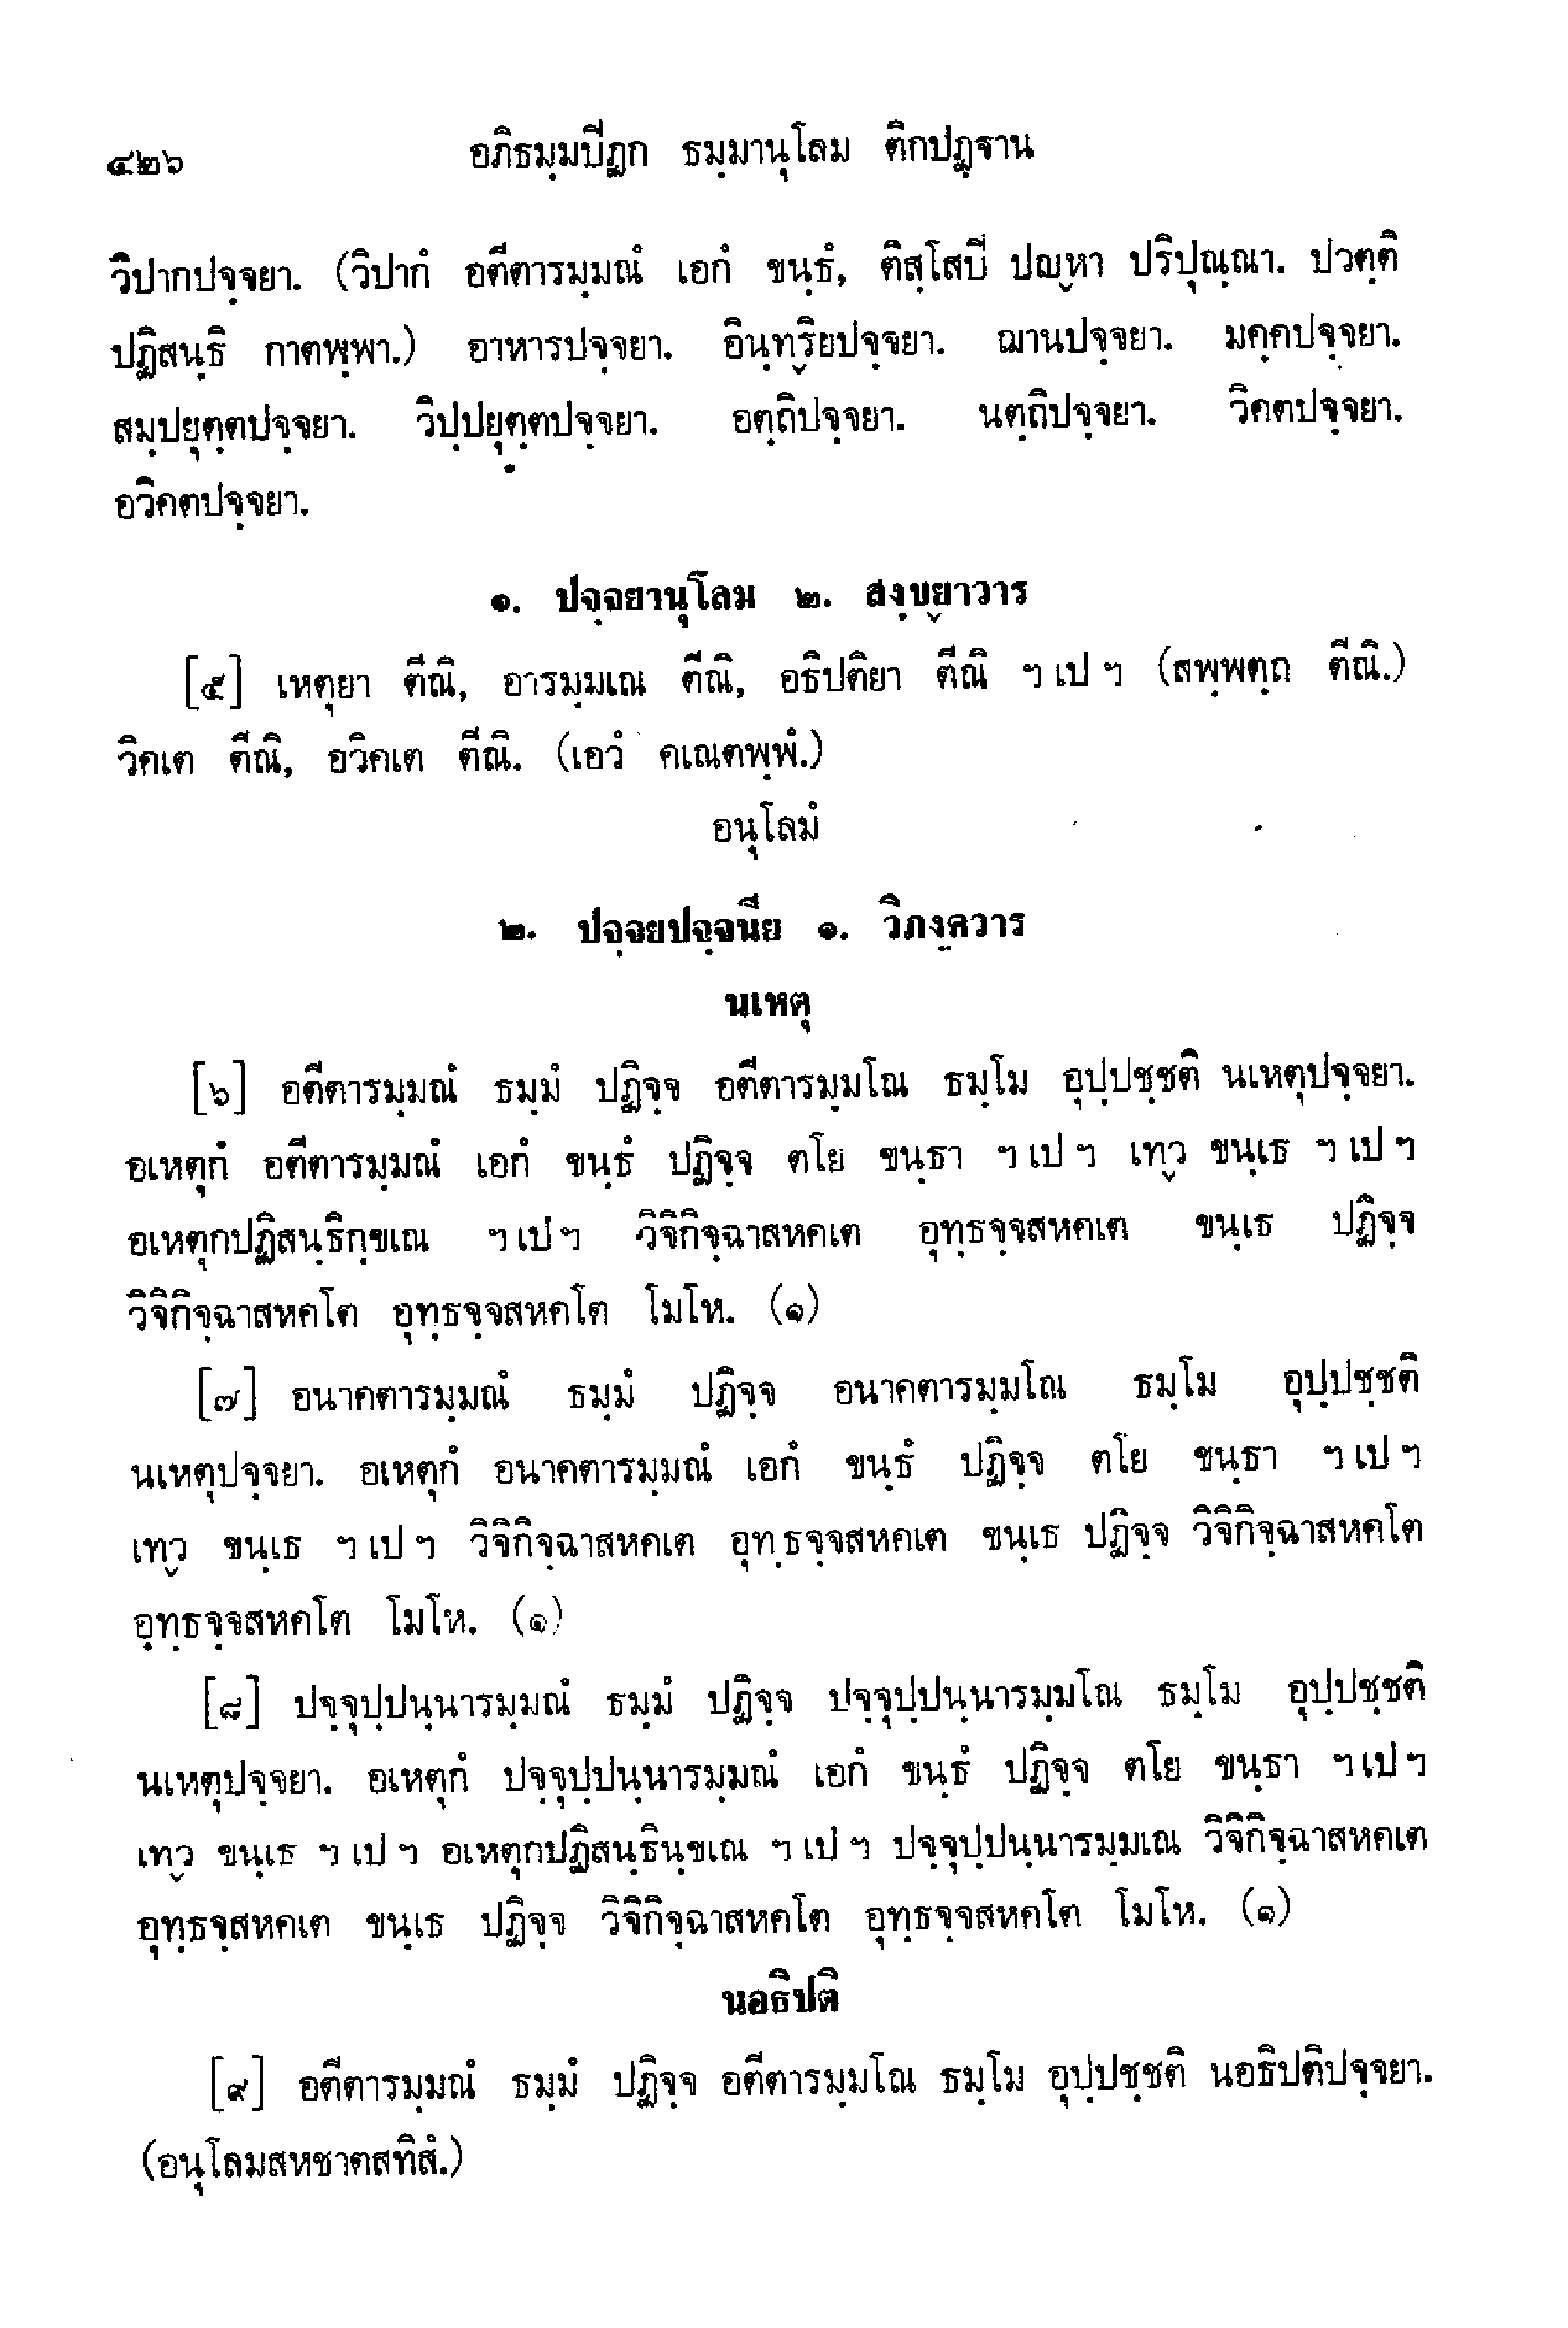 ๔๒๖ อภิธมฺมปีฏก ธมฺมานุโลม ติกปฏฺฐาน
วิปากปจฺจยา. (วิปากํ อตีตารมฺมณํ เอกํ ขนฺธํ, ติสฺโสปี ปญฺหา ปริปุณฺณา. ปวตฺติ
ปฏิสนฺธิ กาตพฺพา.) อาหารปจฺจยา. อินฺทฺริยปจฺจยา. ฌานปจฺจยา. มคฺคปจฺจยา.
สมฺปยุตฺตปจฺจยา. วิปฺปยุตฺตปจฺจยา. อตฺถิปจฺจยา. นตฺถิปจฺจยา. วิคตปจฺจยา.
อวิคตปจฺจยา.
๑. ปจฺจยานุโลม ๒. สงฺขฺยาวาร
[๕] เหตุยา ตีณิ, อารมฺมเณ ตีณิ, อธิปติยา ตีณิ ฯ เป ฯ (สพฺพตฺถ ตีณิ.)
วิคเต ตีณิ, อวิคเต ตีณิ. (เอวํ คเณตพฺพํ.)
อนุโลมํ
๒. ปจฺจยปจฺจนีย ๑. วิภงฺควาร
นเหตุ
[๖] อตีตารมฺมณํ ธมฺมํ ปฏิจฺจ อตีตารมฺมโณ ธมฺโม อุปฺปชฺชติ นเหตุปจฺจยา.
อเหตุกํ อตีตารมฺมณํ เอกํ ขนฺธํ ปฏิจฺจ ตโย ขนฺธา ฯ เป ฯ เทฺว ขนฺเธ ฯ เป ฯ
อเหตุกปฏิสนฺธิกฺขเณ ฯ เป ฯ วิจิกิจฺฉาสหคเต อุทฺธจฺจสหคเต ขนฺเธ ปฏิจฺจ
วิจิกิจฺฉาสหคโต อุทฺธจฺจสหคโต โมโห. (๑)
[๗] อนาคตารมฺมณํ ธมฺมํ ปฏิจฺจ อนาคตารมฺมโณ ธมฺโม อุปฺปชฺชติ
นเหตุปจฺจยา. อเหตุกํ อนาคตารมฺมณํ เอกํ ขนฺธํ ปฏิจฺจ ตโย ขนฺธา ฯ เป ฯ
เทฺว ขนฺเธ ฯ เป ฯ วิจิกิจฺฉาสหคเต อุทฺธจฺจสหคเต ขนฺเธ ปฏิจฺจ วิจิกิจฺฉาสหคโต
อุทฺธจฺจสหคโต โมโห. (๑)
[๘] ปจฺจุปฺปนฺนารมฺมณํ ธมฺมํ ปฏิจฺจ ปจฺจุปฺปนฺนารมฺมโณ ธมฺโม อุปฺปชฺชติ
นเหตุปจฺจยา. อเหตุกํ ปจฺจุปฺปนฺนารมฺมณํ เอกํ ขนฺธํ ปฏิจฺจ ตโย ขนฺธา ฯ เป ฯ
เทฺว ขนฺเธ ฯ เป ฯ อเหตุกปฏิสนฺธินฺขเณ ฯ เป ฯ ปจฺจุปฺปนฺนารมฺมเณ วิจิกิจฺฉาสหคเต
อุทฺธจฺสหคเต ขนฺเธ ปฏิจฺจ วิจิกิจฺฉาสหคโต อุทฺธจฺจสหคโต โมโห. (๑)
นอธิปติ
[๙] อตีตารมฺมณํ ธมฺมํ ปฏิจฺจ อตีตารมฺมโณ ธมฺโม อุปฺปชฺชติ นอธิปติปจฺจยา.
(อนุโลมสหชาตสทิสํ.)